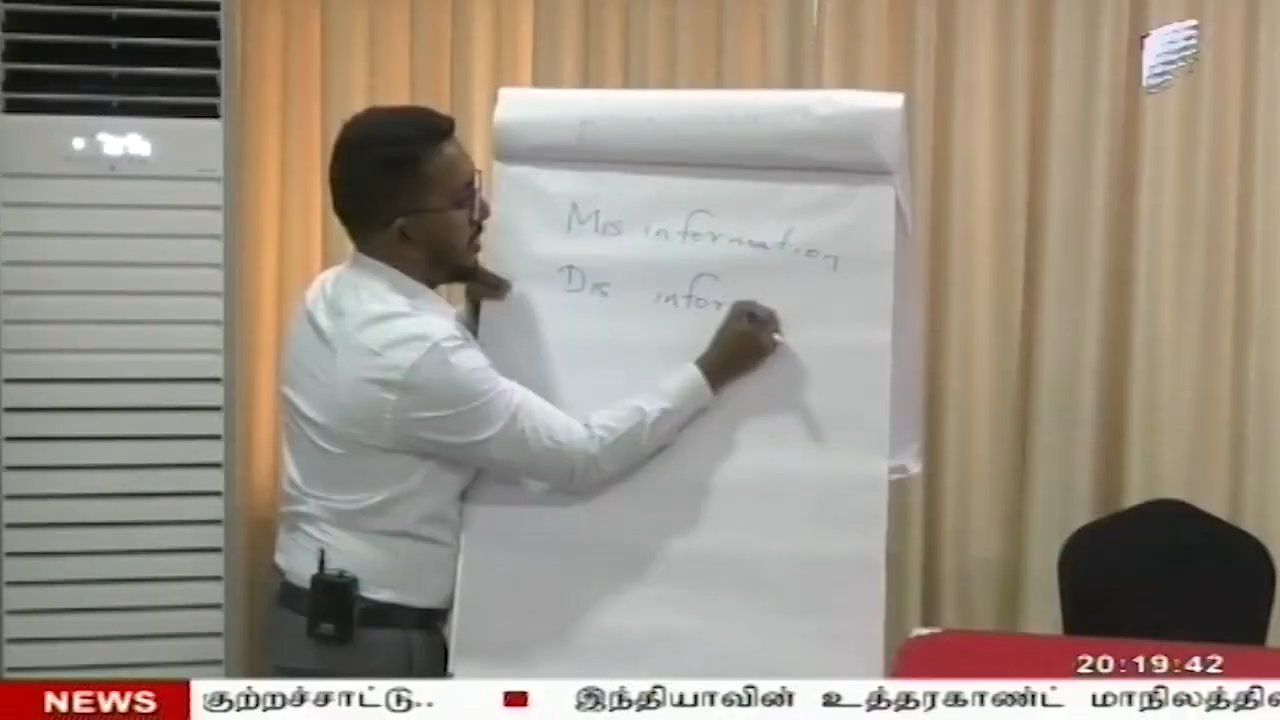 Mis information
Dis infor
20:19:42
NEWS குற்றச்சாட்டு.. ■ இந்தியாவின் உத்தரகாண்ட் மாநிலத்தில்